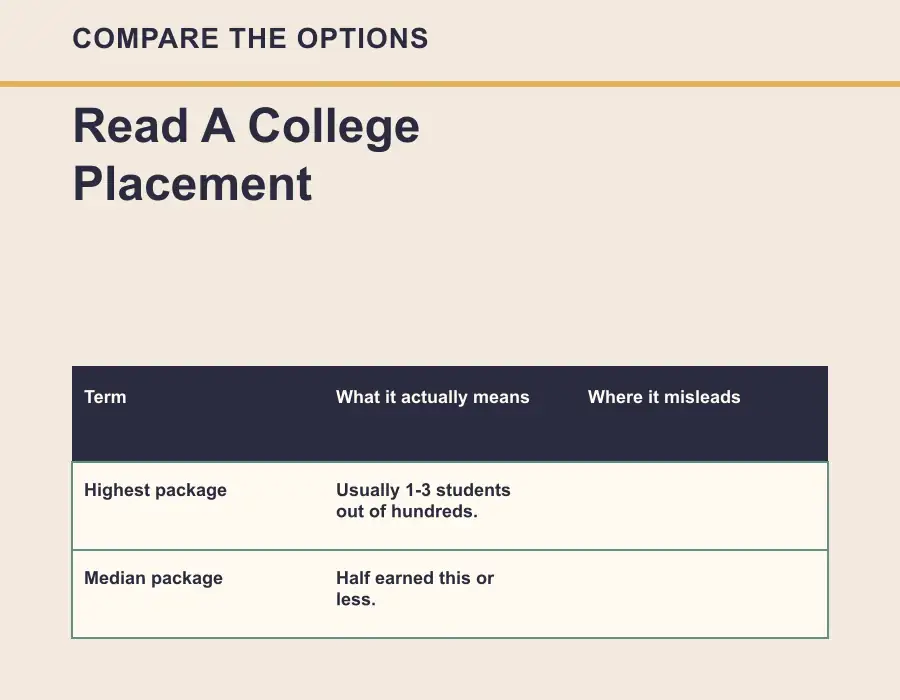 COMPARE THE OPTIONS
Read A College
Placement
Term What it actually means Where it misleads
Highest package Usually 1-3 students
out of hundreds.
Median package Half earned this or
less.